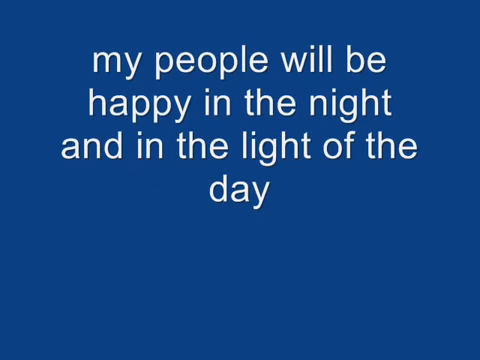 my people will be
happy in the night
and in the light of the
day